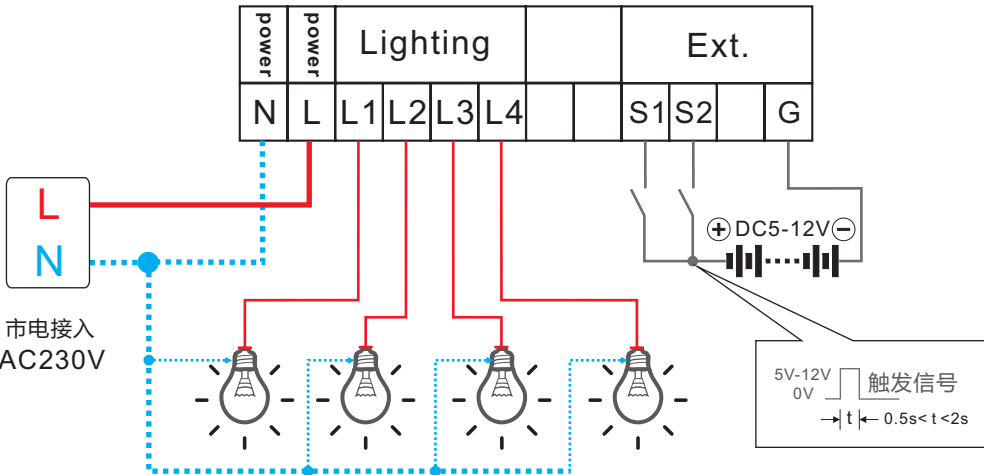 power power Lighting Ext.
N L L1 L2 L3 L4 S1 S2 G
L
N
+ DC5-12V −
市电接入
AC230V
5V-12V
0V
触发信号
t 0.5s< t <2s